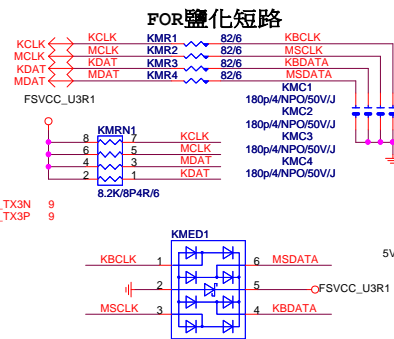 FOR鹽化短路
KCLK KCLK KMR1 82/6 KBCLK
MCLK MCLK KMR2 82/6 MSCLK
KDAT KDAT KMR3 82/6 KBDATA
MDAT MDAT KMR4 82/6 MSDATA
KMC1
180p/4/NPO/50V/J
KMC2
180p/4/NPO/50V/J
KMC3
180p/4/NPO/50V/J
KMC4
180p/4/NPO/50V/J
FSVCC_U3R1
KMRN1
8 7 KCLK
6 5 MCLK
4 3 MDAT
2 1 KDAT
8.2K/8P4R/6
_TX3N 9
_TX3P 9
KMED1
KBCLK 1 6 MSDATA
2 5 FSVCC_U3R1
MSCLK 3 4 KBDATA
5V